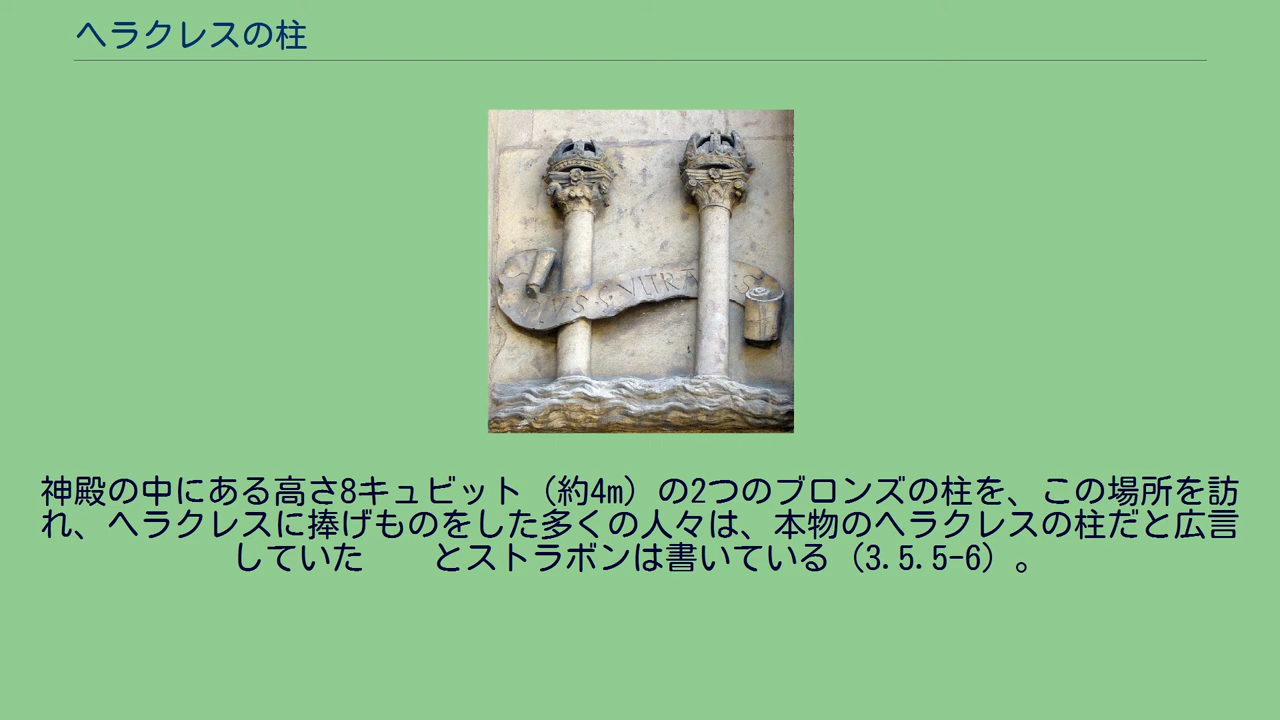 ヘラクレスの柱
VS · S · VLTRA
S
神殿の中にある高さ8キュビット（約4m）の2つのブロンズの柱を、この場所を訪
れ、ヘラクレスに捧げものをした多くの人々は、本物のヘラクレスの柱だと広言
していた　　とストラボンは書いている（3.5.5-6）。